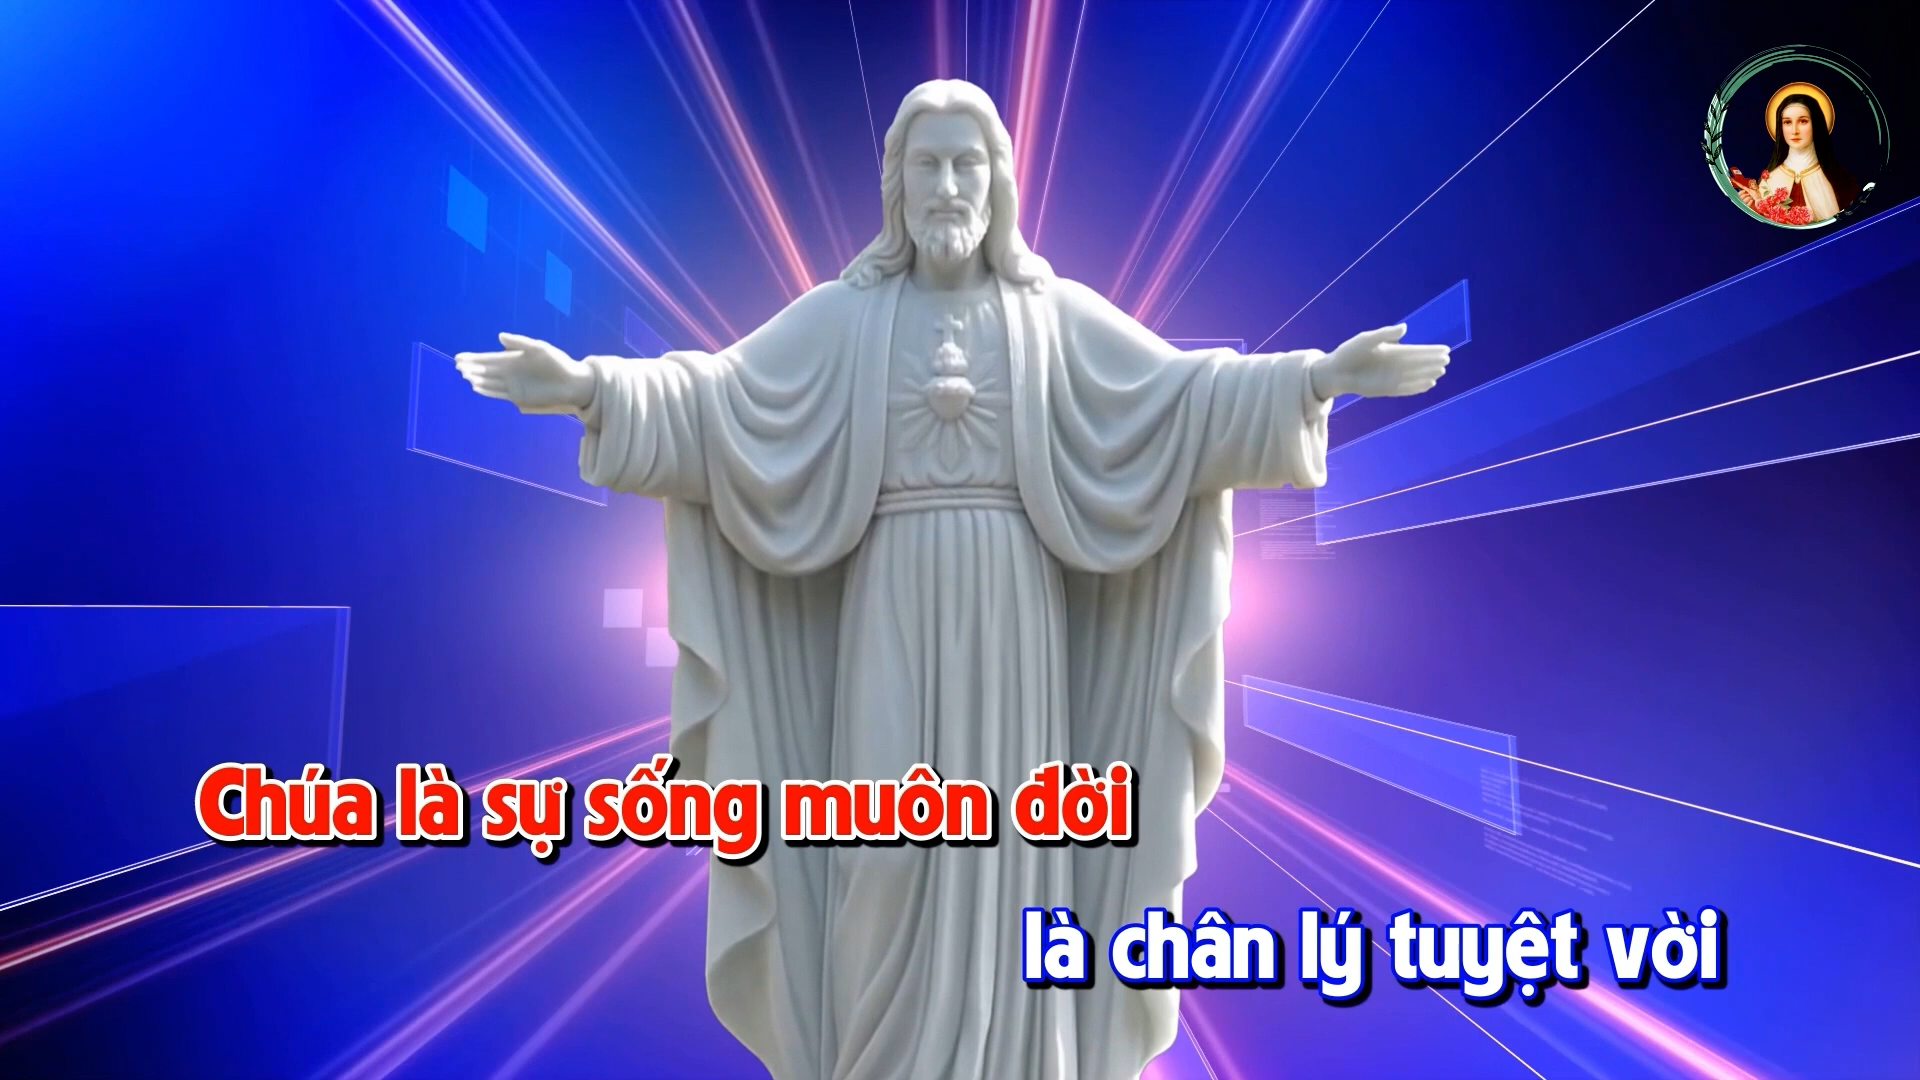 Chúa là sự sống muôn đời
là chân lý tuyệt vời